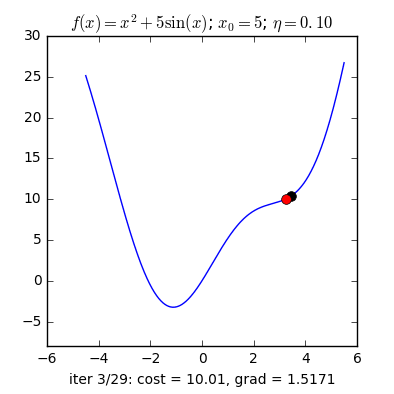 f(x) = x² + 5sin(x); x₀ = 5; η = 0.10
30
25
20
15
10
5
0
−5
−6 −4 −2 0 2 4 6
iter 3/29: cost = 10.01, grad = 1.5171